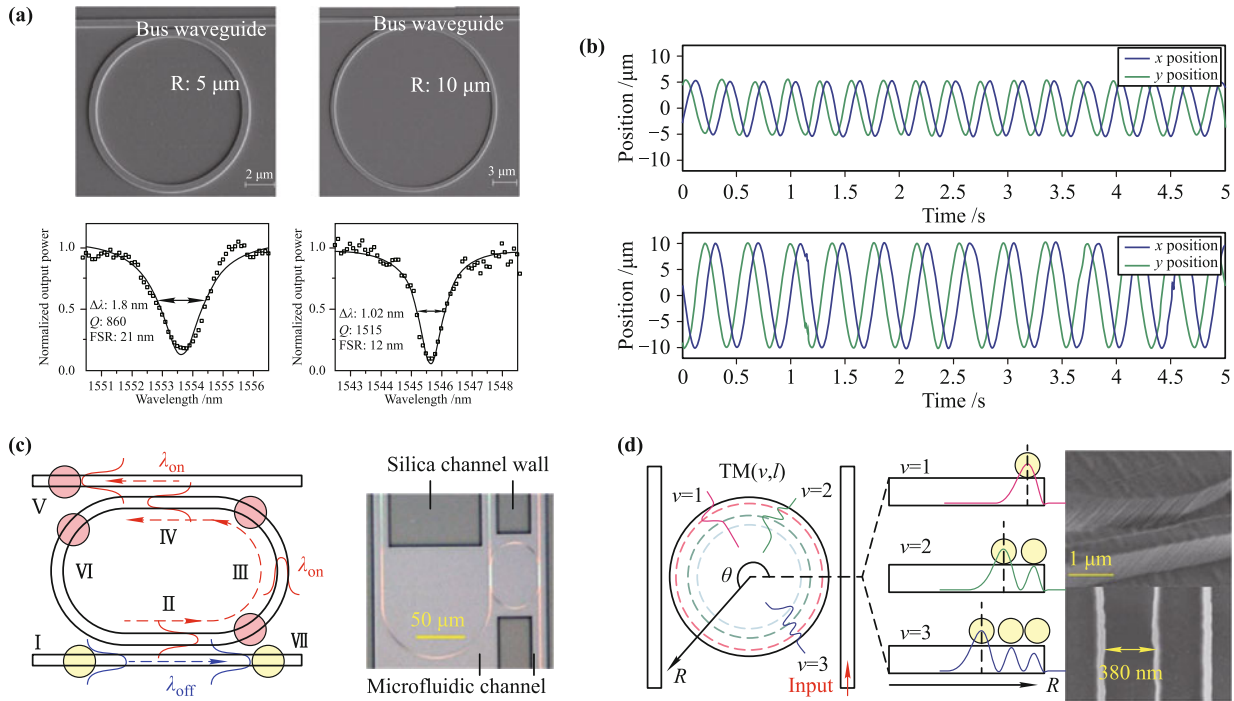 (a)
Bus waveguide
R: 5 μm
2 μm
Bus waveguide
R: 10 μm
3 μm
Normalized output power
1.0
0.5
0.0
Δλ: 1.8 nm
Q: 860
FSR: 21 nm
1551 1552 1553 1554 1555 1556
Wavelength /nm
Normalized output power
1.0
0.5
0.0
Δλ: 1.02 nm
Q: 1515
FSR: 12 nm
1543 1544 1545 1546 1547 1548
Wavelength /nm
(b)
Position /μm
10
5
0
−5
−10
x position
y position
0 0.5 1 1.5 2 2.5 3 3.5 4 4.5 5
Time /s
Position /μm
10
5
0
−5
−10
x position
y position
0 0.5 1 1.5 2 2.5 3 3.5 4 4.5 5
Time /s
(c)
λon
V
IV
VI
III
λon
II
I
VII
λoff
Silica channel wall
50 μm
Microfluidic channel
(d)
TM(v,l)
v=1
v=2
θ
v=3
R
Input
v=1
v=2
v=3
R
1 μm
380 nm